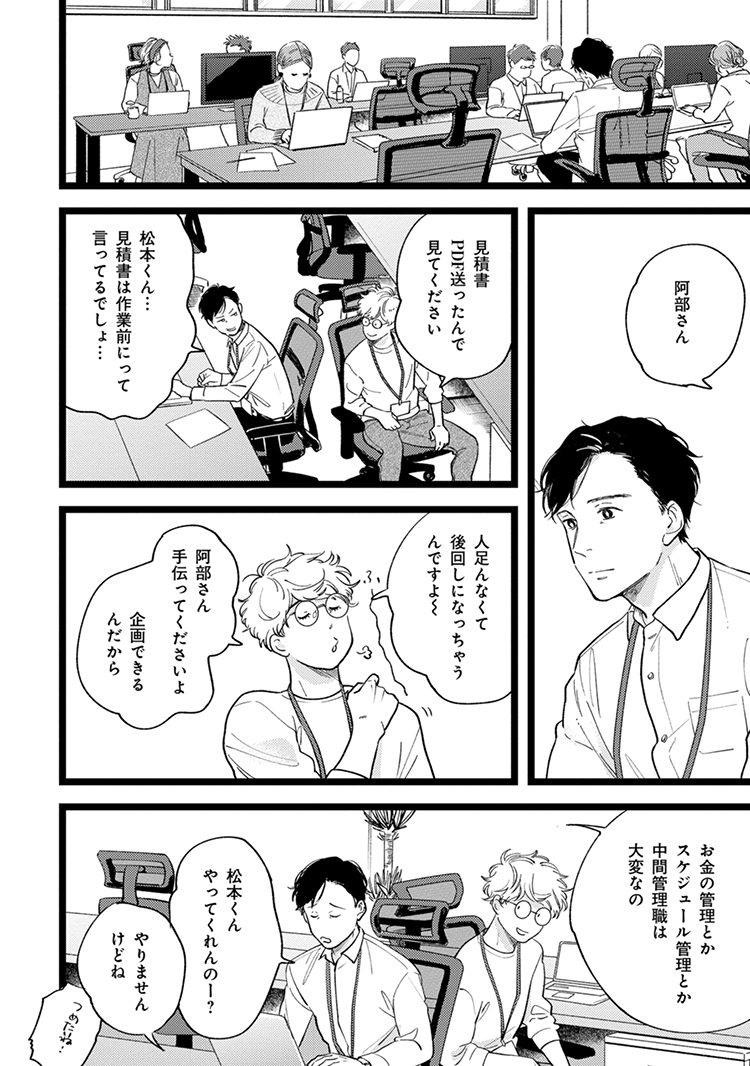 阿部さん
見積書
PDF送ったんで
見てください
松本くん…
見積書は作業前にって
言ってるでしょ…
人足んなくて
後回しになっちゃう
んですよ〜
ふぅ
阿部さん
手伝ってくださいよ
企画できる
んだから
お金の管理とか
スケジュール管理とか
中間管理職は
大変なの
松本くん
やってくれんのー?
やりません
けどね
つめたいね…